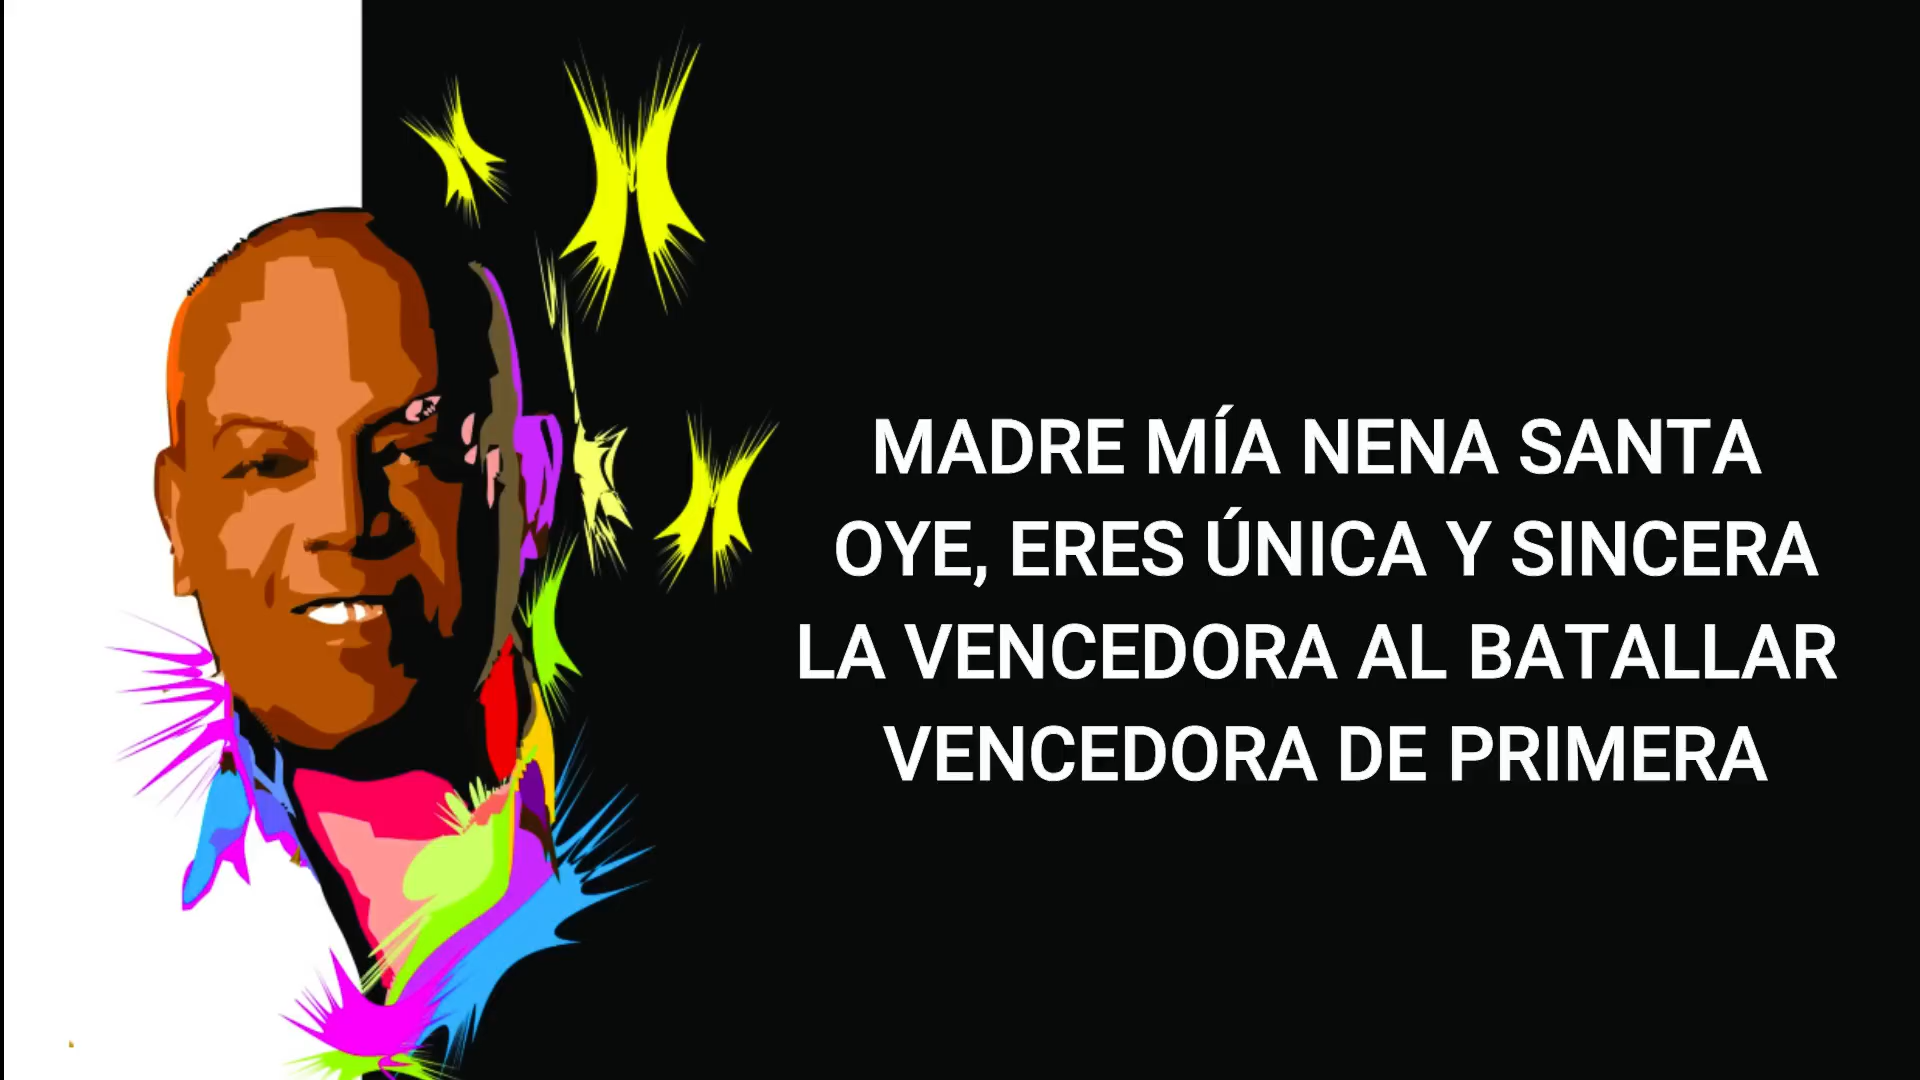 MADRE MÍA NENA SANTA
OYE, ERES ÚNICA Y SINCERA
LA VENCEDORA AL BATALLAR
VENCEDORA DE PRIMERA